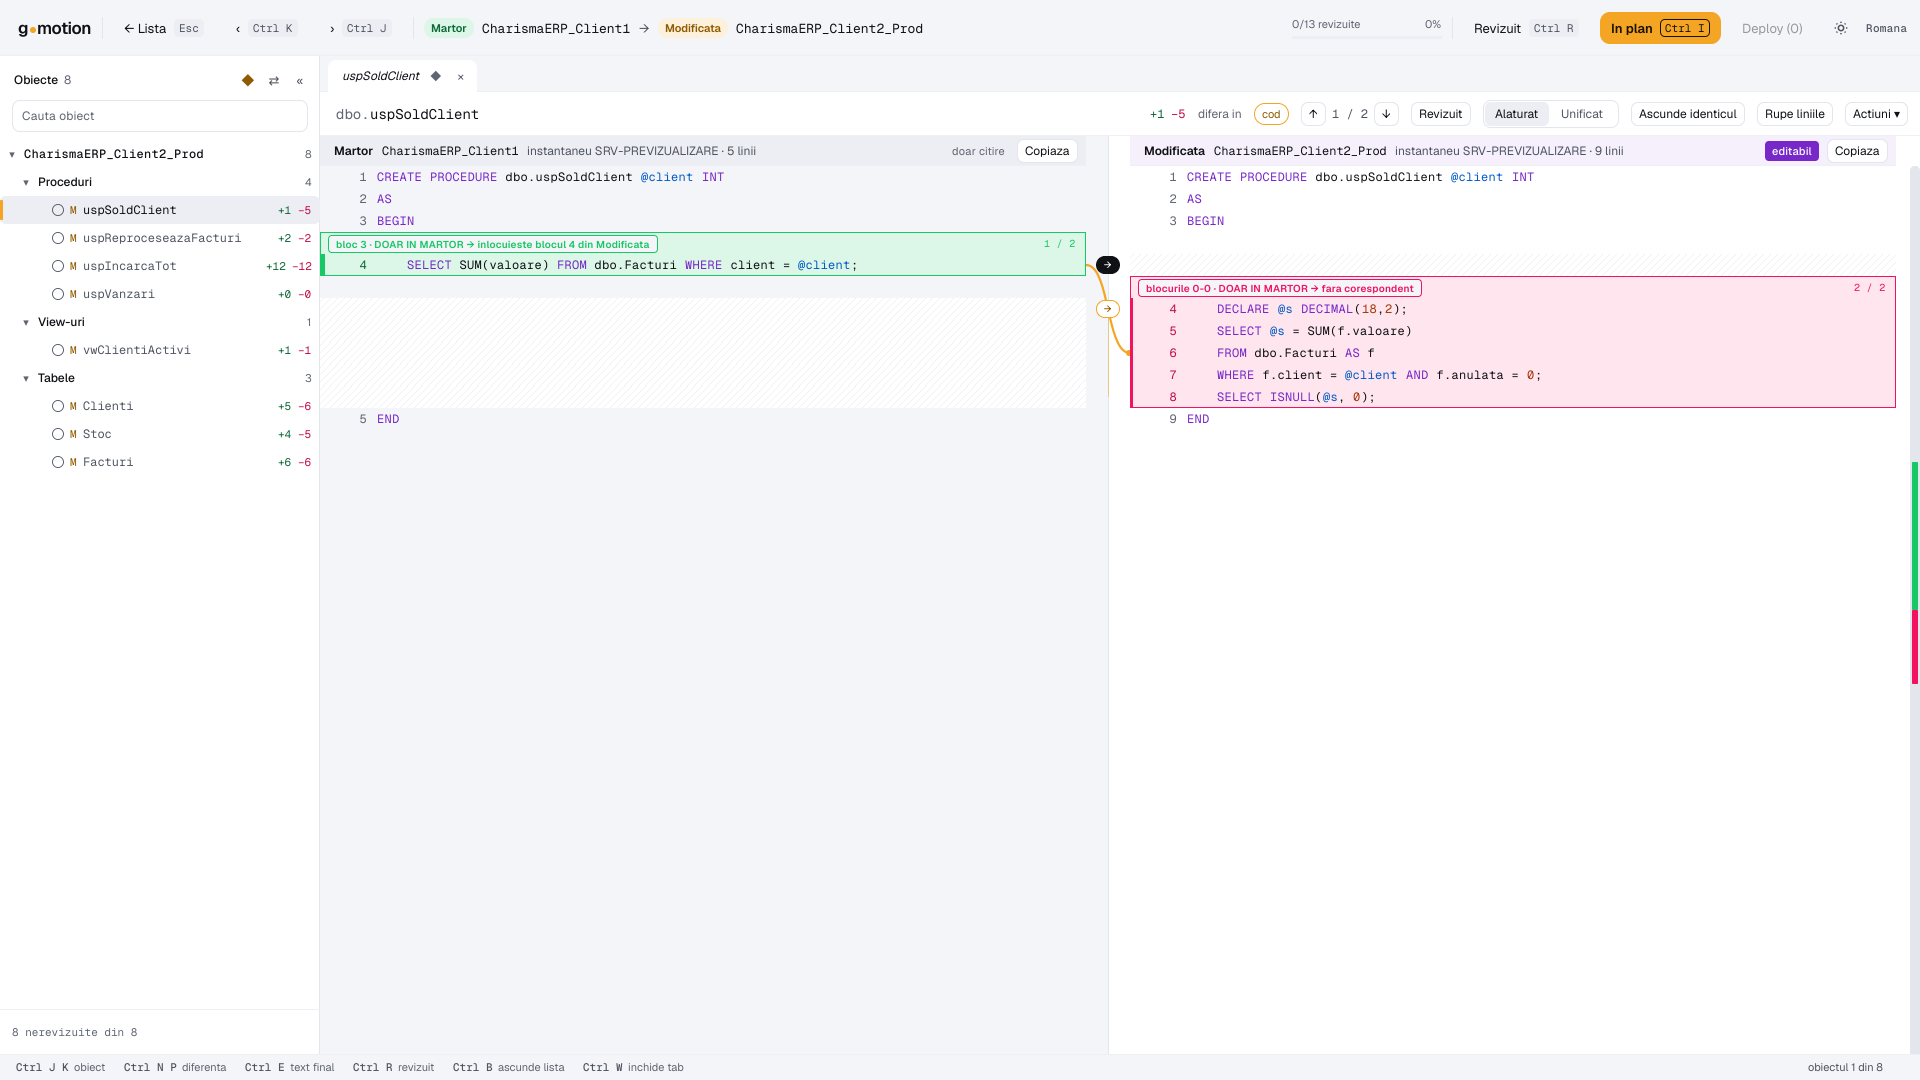 g•motion ← Lista Esc ‹ Ctrl K › Ctrl J Martor CharismaERP_Client1 → Modificata CharismaERP_Client2_Prod 0/13 revizuite 0% Revizuit Ctrl R In plan Ctrl I Deploy (0) Romana
Obiecte 8 ⇄ «
Cauta obiect
▾ CharismaERP_Client2_Prod 8
▾ Proceduri 4
M uspSoldClient +1 −5
M uspReproceseazaFacturi +2 −2
M uspIncarcaTot +12 −12
M uspVanzari +0 −0
▾ View-uri 1
M vwClientiActivi +1 −1
▾ Tabele 3
M Clienti +5 −6
M Stoc +4 −5
M Facturi +6 −6
8 nerevizuite din 8
uspSoldClient ◆ ×
dbo.uspSoldClient +1 −5 difera in cod ↑ 1 / 2 ↓ Revizuit Alaturat Unificat Ascunde identicul Rupe liniile Actiuni ▾
Martor CharismaERP_Client1 instantaneu SRV-PREVIZUALIZARE · 5 linii doar citire Copiaza
1 CREATE PROCEDURE dbo.uspSoldClient @client INT
2 AS
3 BEGIN
bloc 3 · DOAR IN MARTOR → inlocuieste blocul 4 din Modificata 1 / 2
4 SELECT SUM(valoare) FROM dbo.Facturi WHERE client = @client;
5 END
→
→
Modificata CharismaERP_Client2_Prod instantaneu SRV-PREVIZUALIZARE · 9 linii editabil Copiaza
1 CREATE PROCEDURE dbo.uspSoldClient @client INT
2 AS
3 BEGIN
blocurile 0-0 · DOAR IN MARTOR → fara corespondent 2 / 2
4 DECLARE @s DECIMAL(18,2);
5 SELECT @s = SUM(f.valoare)
6 FROM dbo.Facturi AS f
7 WHERE f.client = @client AND f.anulata = 0;
8 SELECT ISNULL(@s, 0);
9 END
Ctrl J K obiect Ctrl N P diferenta Ctrl E text final Ctrl R revizuit Ctrl B ascunde lista Ctrl W inchide tab obiectul 1 din 8